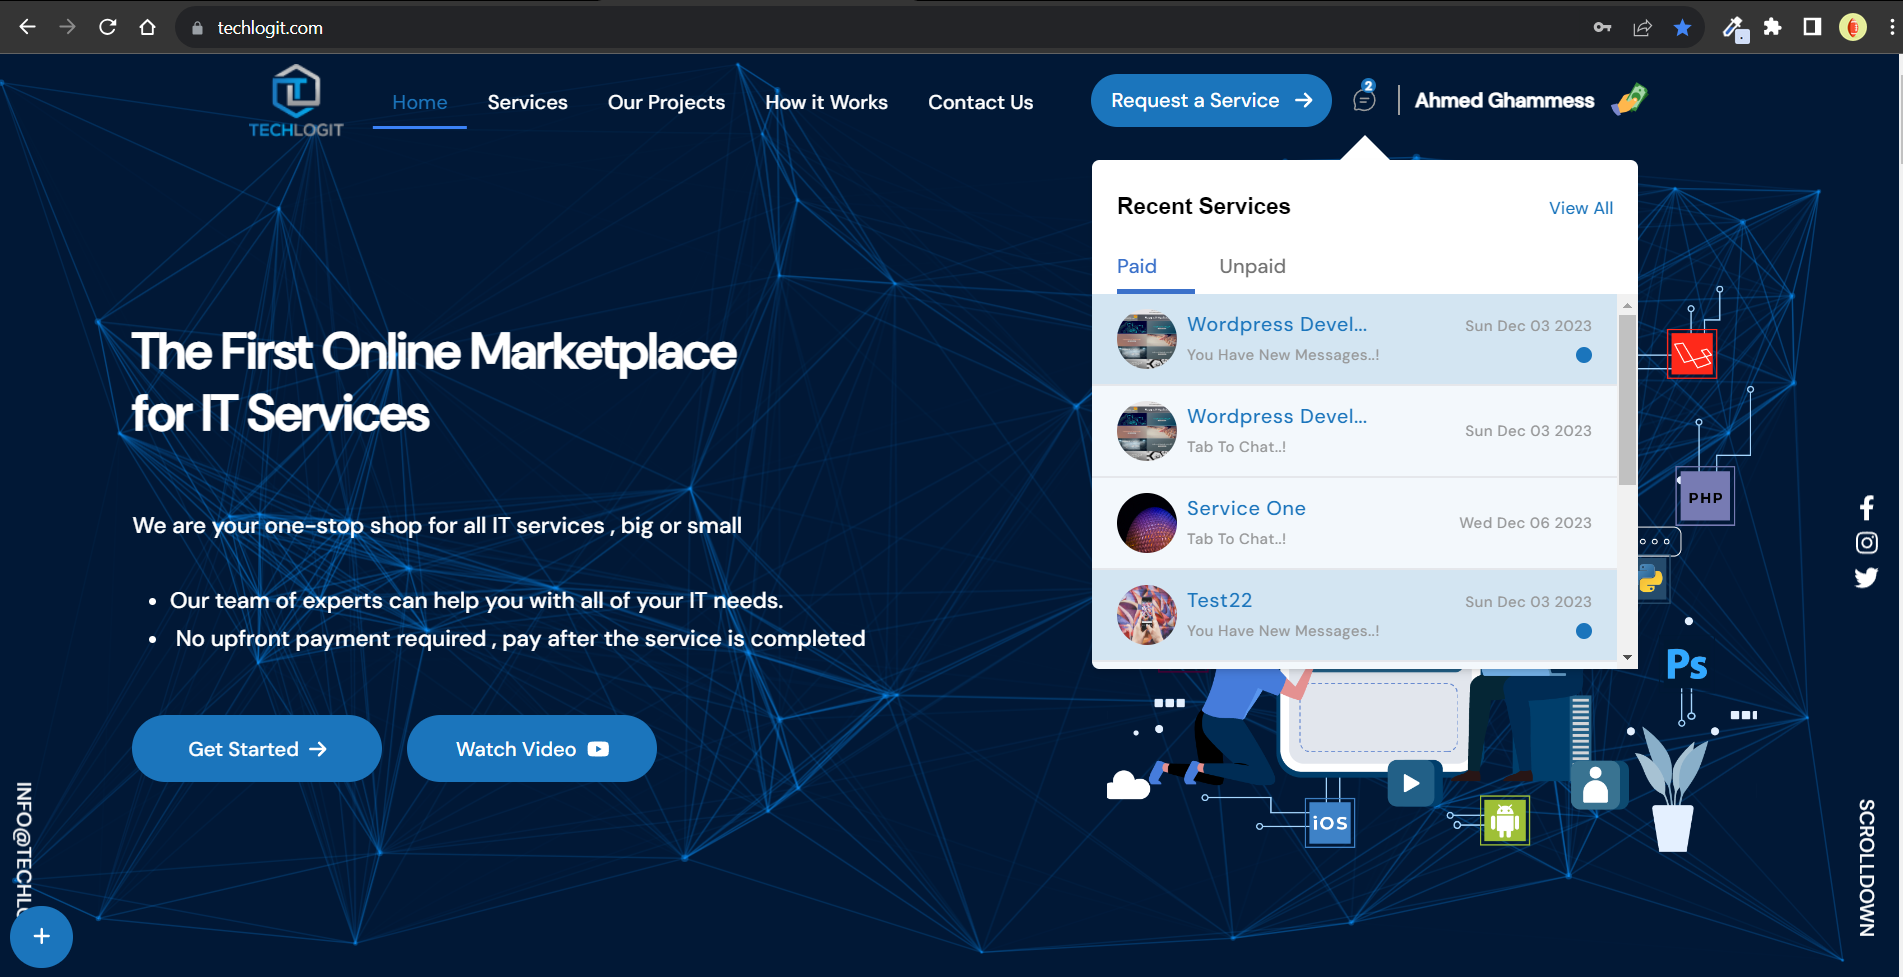 techlogit.com
TECHLOGIT
Home
Services
Our Projects
How it Works
Contact Us
Request a Service
2
Ahmed Ghammess
Recent Services
View All
Paid
Unpaid
Wordpress Devel...
Sun Dec 03 2023
You Have New Messages..!
Wordpress Devel...
Sun Dec 03 2023
Tab To Chat..!
Service One
Wed Dec 06 2023
Tab To Chat..!
Test22
Sun Dec 03 2023
You Have New Messages..!
The First Online Marketplace
for IT Services
We are your one-stop shop for all IT services , big or small
• Our team of experts can help you with all of your IT needs.
• No upfront payment required , pay after the service is completed
Get Started
Watch Video
PHP
Ps
iOS
SCROLLDOWN